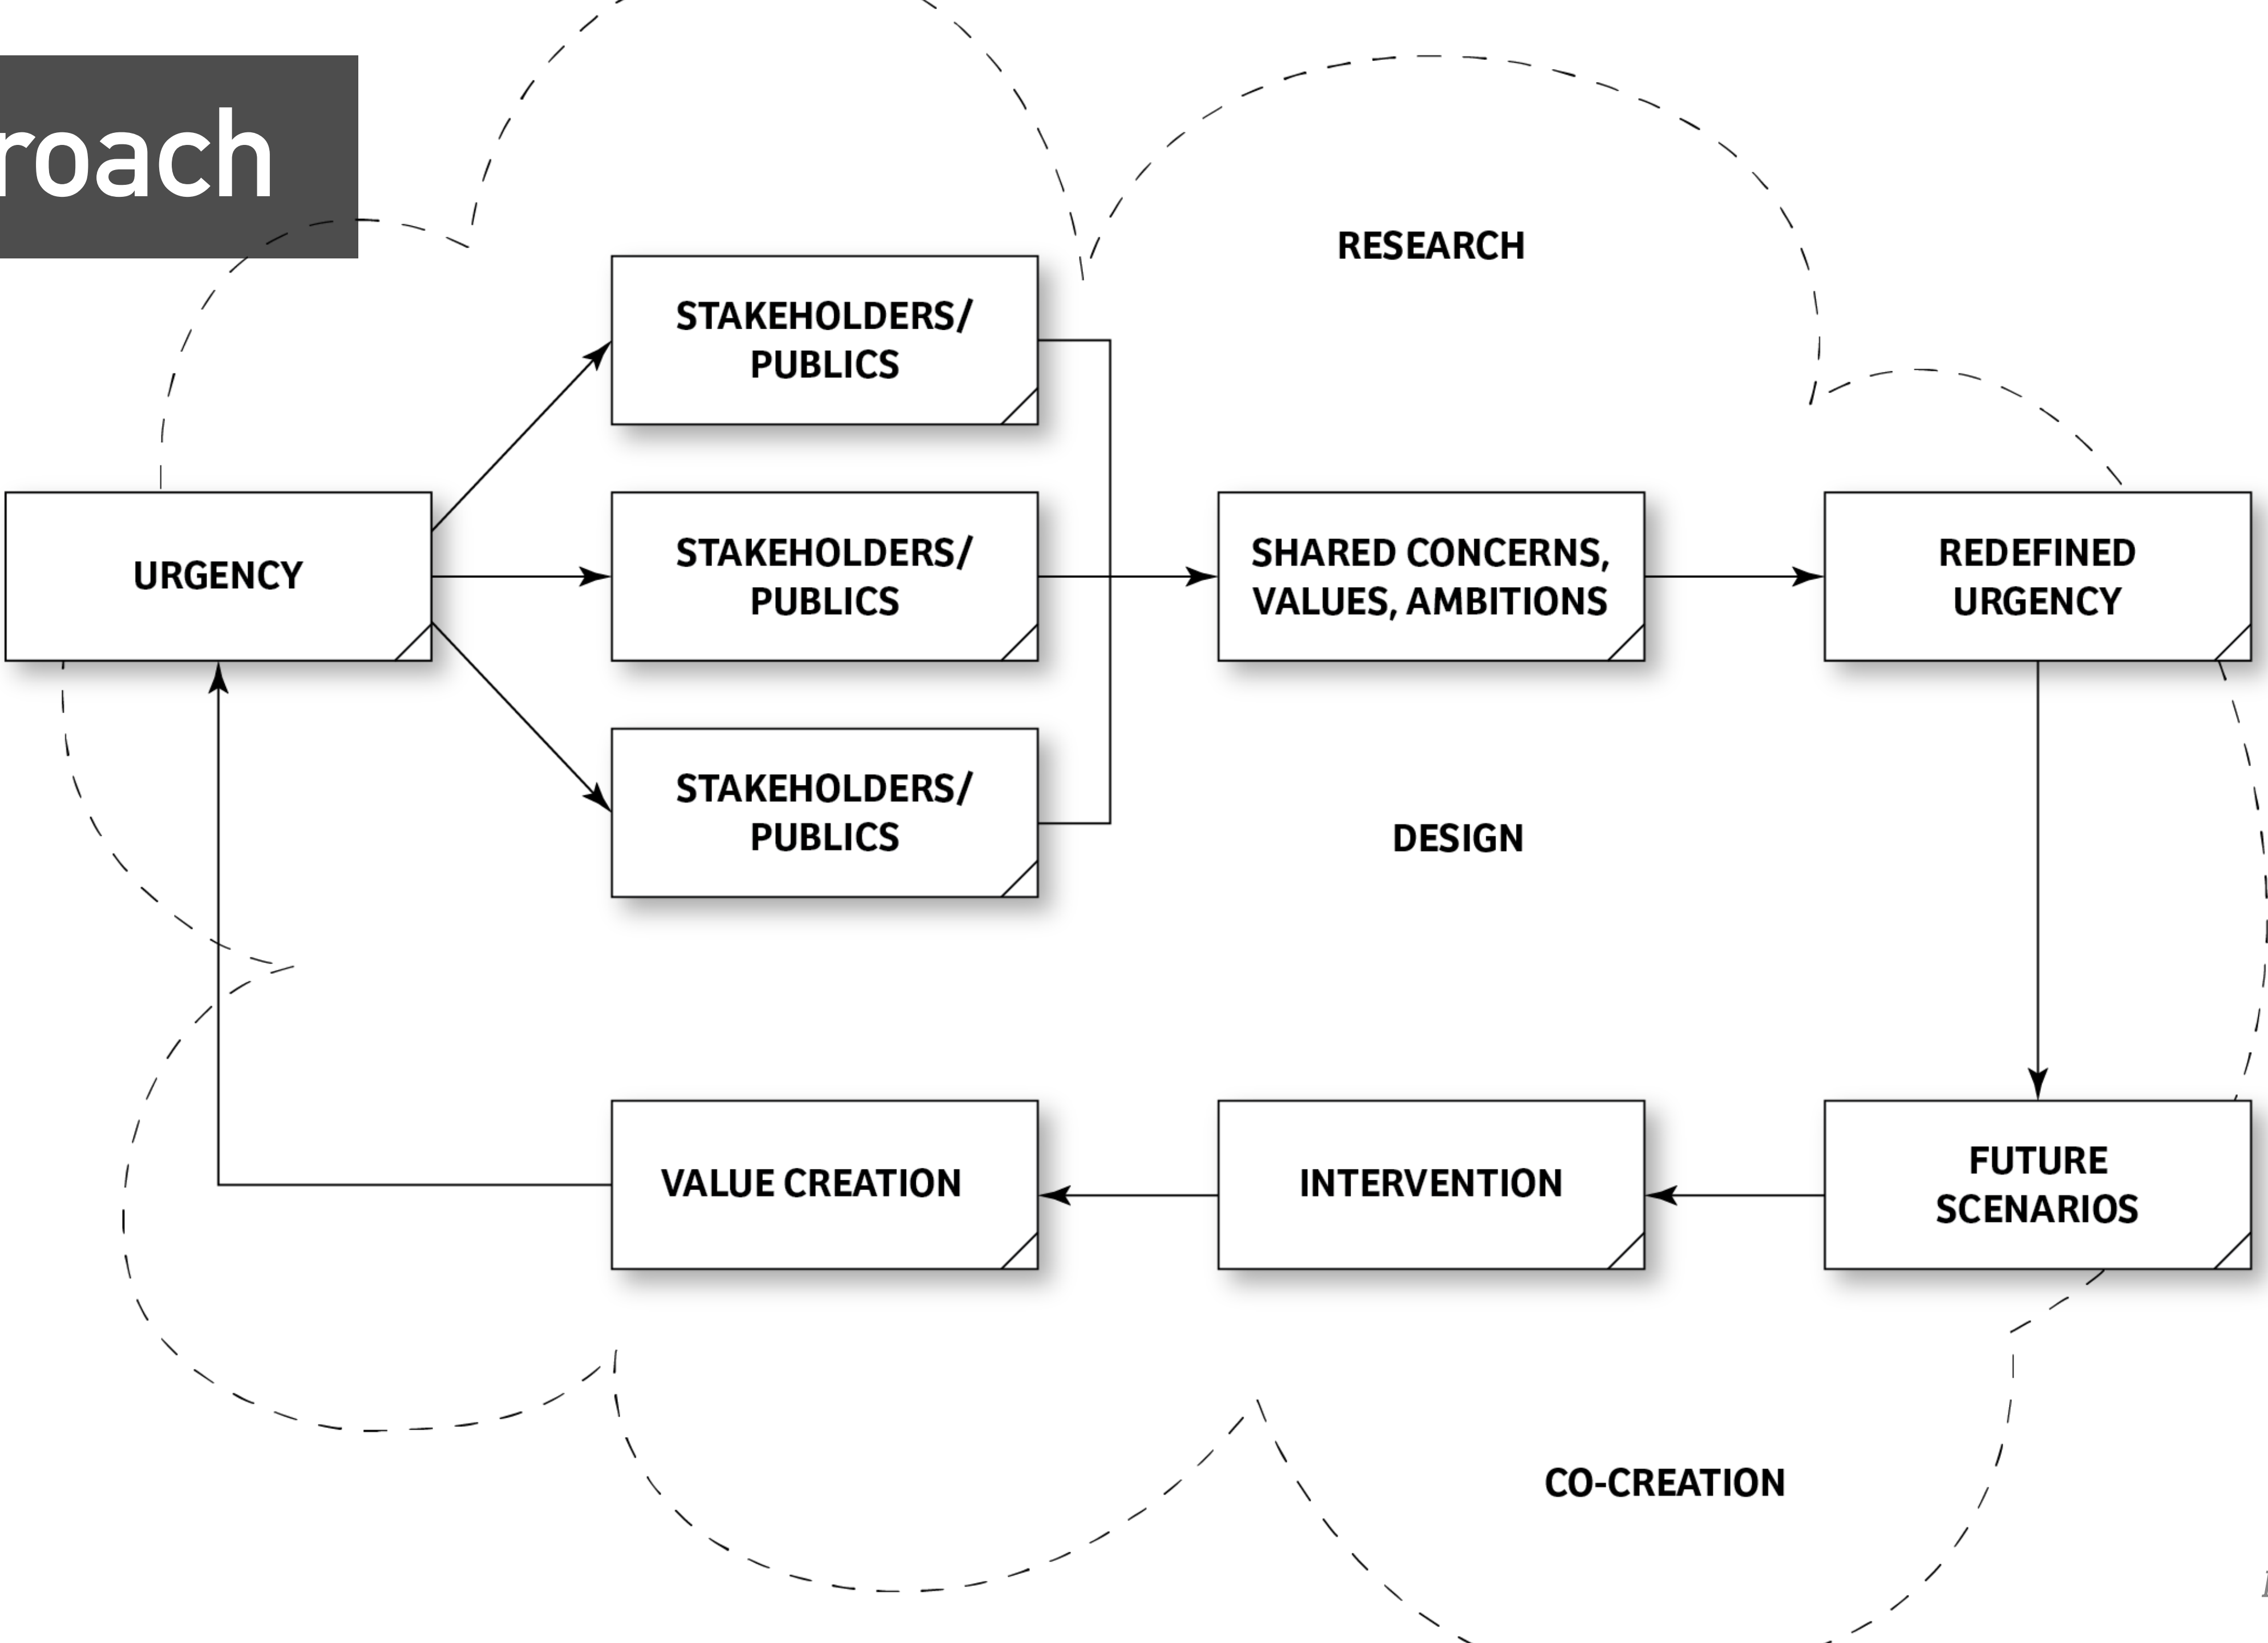 roach
RESEARCH
STAKEHOLDERS/
PUBLICS
URGENCY
STAKEHOLDERS/
PUBLICS
SHARED CONCERNS,
VALUES, AMBITIONS
REDEFINED
URGENCY
STAKEHOLDERS/
PUBLICS
DESIGN
VALUE CREATION
INTERVENTION
FUTURE
SCENARIOS
CO-CREATION